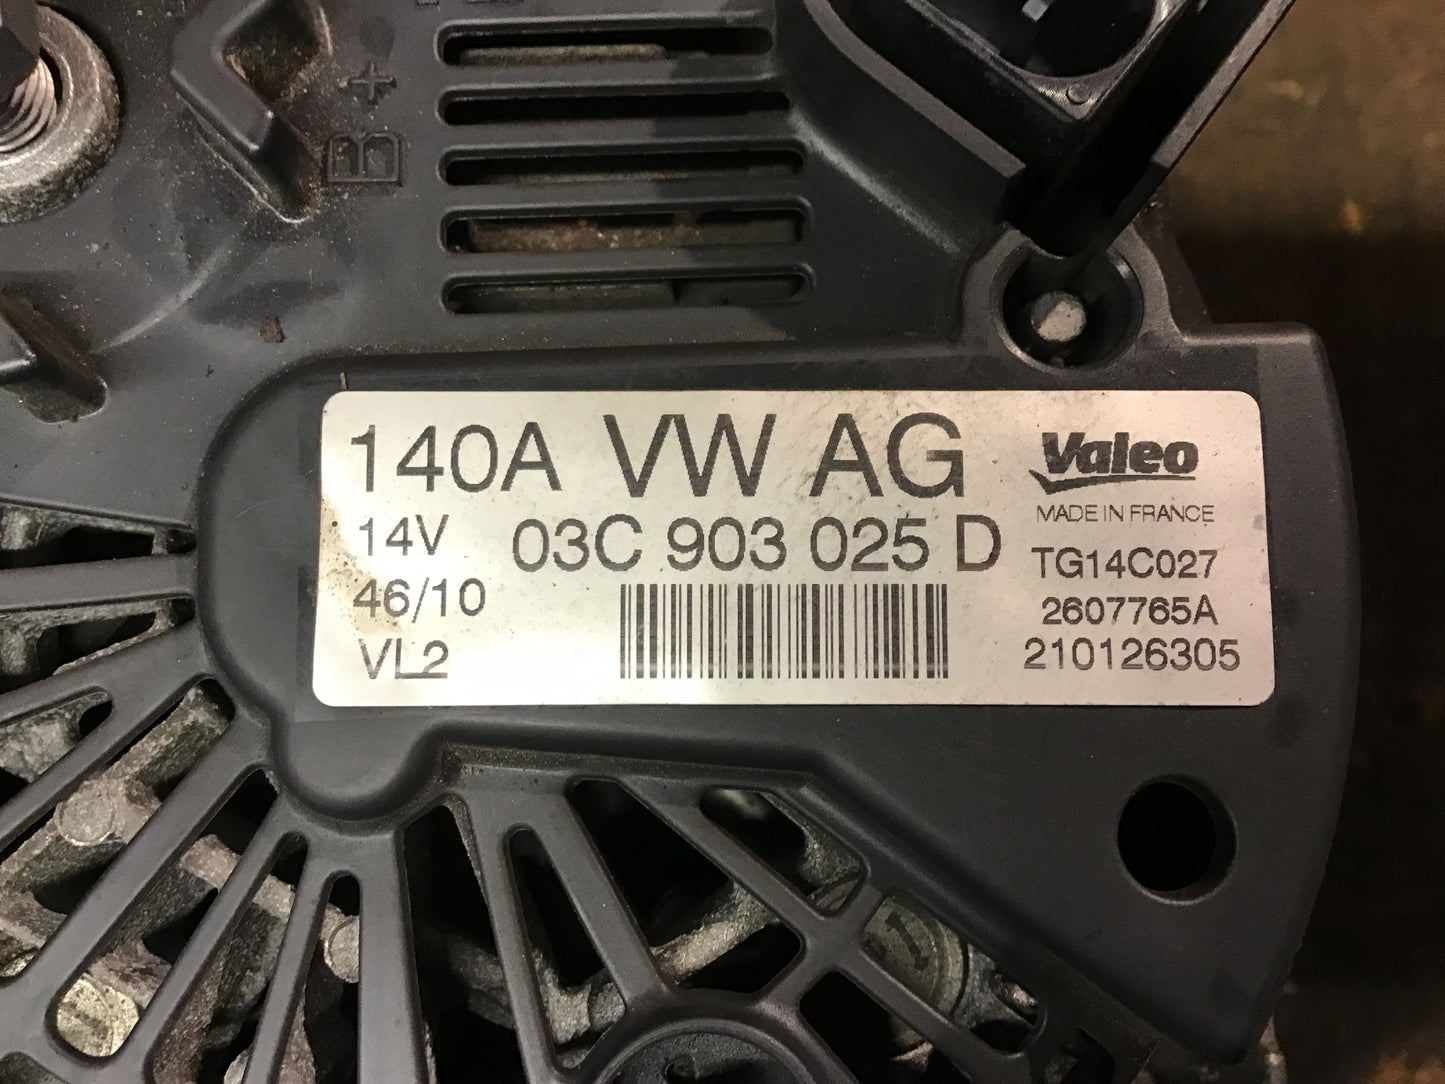 B+
140A VW AG
14V 03C 903 025 D
46/10
VL2
Valeo
MADE IN FRANCE
TG14C027
2607765A
210126305